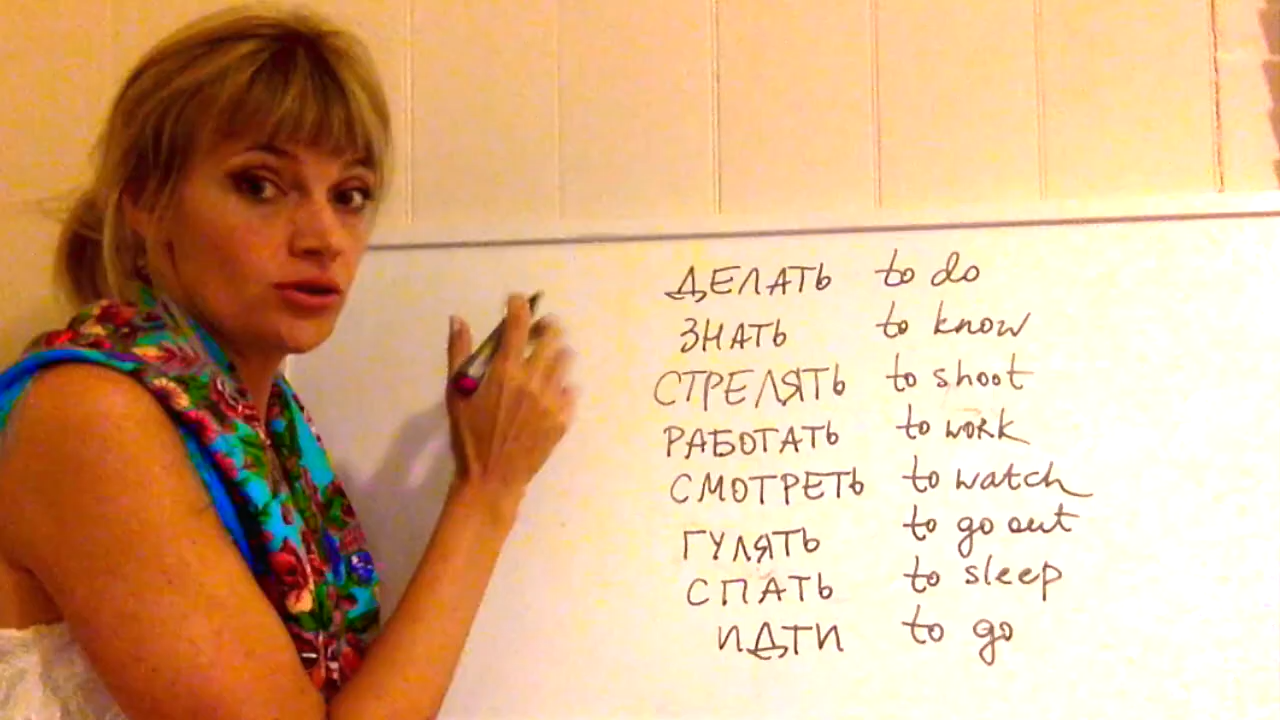 ДЕЛАТЬ to do
ЗНАТЬ to know
СТРЕЛЯТЬ to shoot
РАБОТАТЬ to work
СМОТРЕТЬ to watch
ГУЛЯТЬ to go out
СПАТЬ to sleep
ИДТИ to go